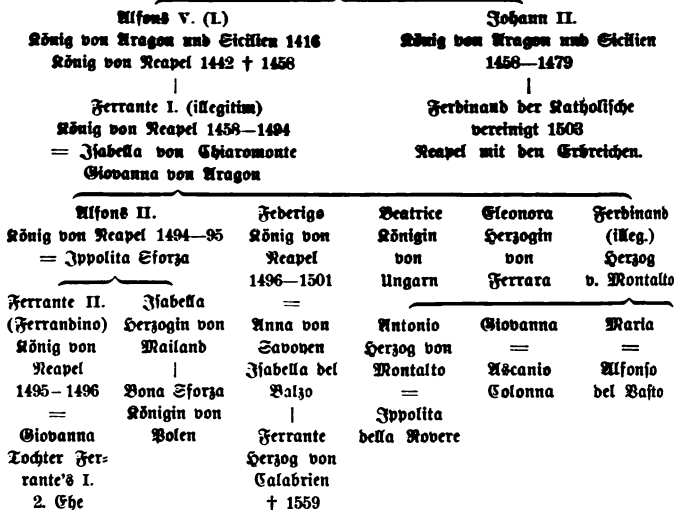 Alfons V. (I.)
König von Aragon und Sicilien 1416
König von Neapel 1442 † 1458
Johann II.
König von Aragon und Sicilien
1458—1479
Ferrante I. (illegitim)
König von Neapel 1458—1494
= Isabella von Chiaromonte
Giovanna von Aragon
Ferdinand der Katholische
vereinigt 1503
Neapel mit den Erbreichen.
Alfons II.
König von Neapel 1494—95
= Ippolita Sforza
Federigo
König von
Neapel
1496—1501
=
Anna von
Savoyen
Isabella del
Balzo
Ferrante
Herzog von
Calabrien
† 1559
Beatrice
Königin
von
Ungarn
Eleonora
Herzogin
von
Ferrara
Ferdinand
(illeg.)
Herzog
v. Montalto
Ferrante II.
(Ferrandino)
König von
Neapel
1495–1496
=
Giovanna
Tochter Fer=
rante's I.
2. Ehe
Isabella
Herzogin von
Mailand
Bona Sforza
Königin von
Polen
Antonio
Herzog von
Montalto
=
Ippolita
della Rovere
Giovanna
=
Ascanio
Colonna
Maria
=
Alfonso
del Vasto